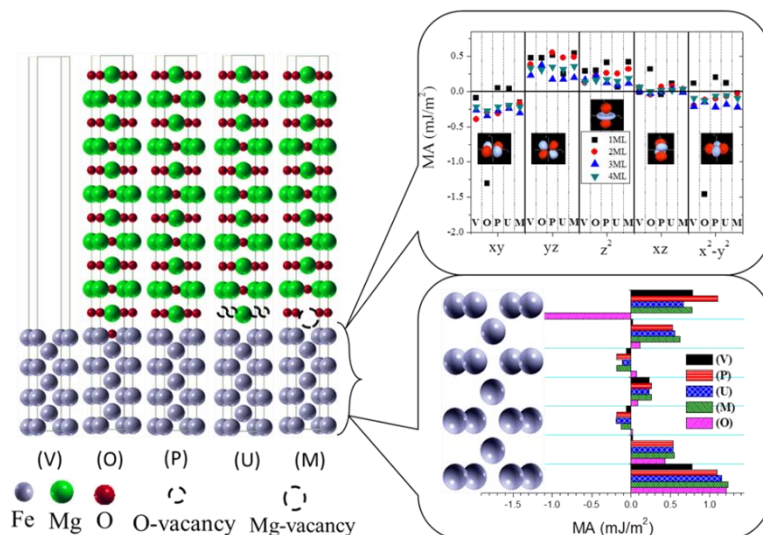 0.5
0.0
-0.5
-1.0
-1.5
-2.0
MA (mJ/m²)
1ML
2ML
3ML
4ML
V O P U M V O P U M V O P U M V O P U M V O P U M
xy yz z² xz x²-y²
(V) (O) (P) (U) (M)
Fe Mg O O-vacancy Mg-vacancy
(V)
(P)
(U)
(M)
(O)
-1.0 -0.5 0.0 0.5 1.0
MA (mJ/m²)